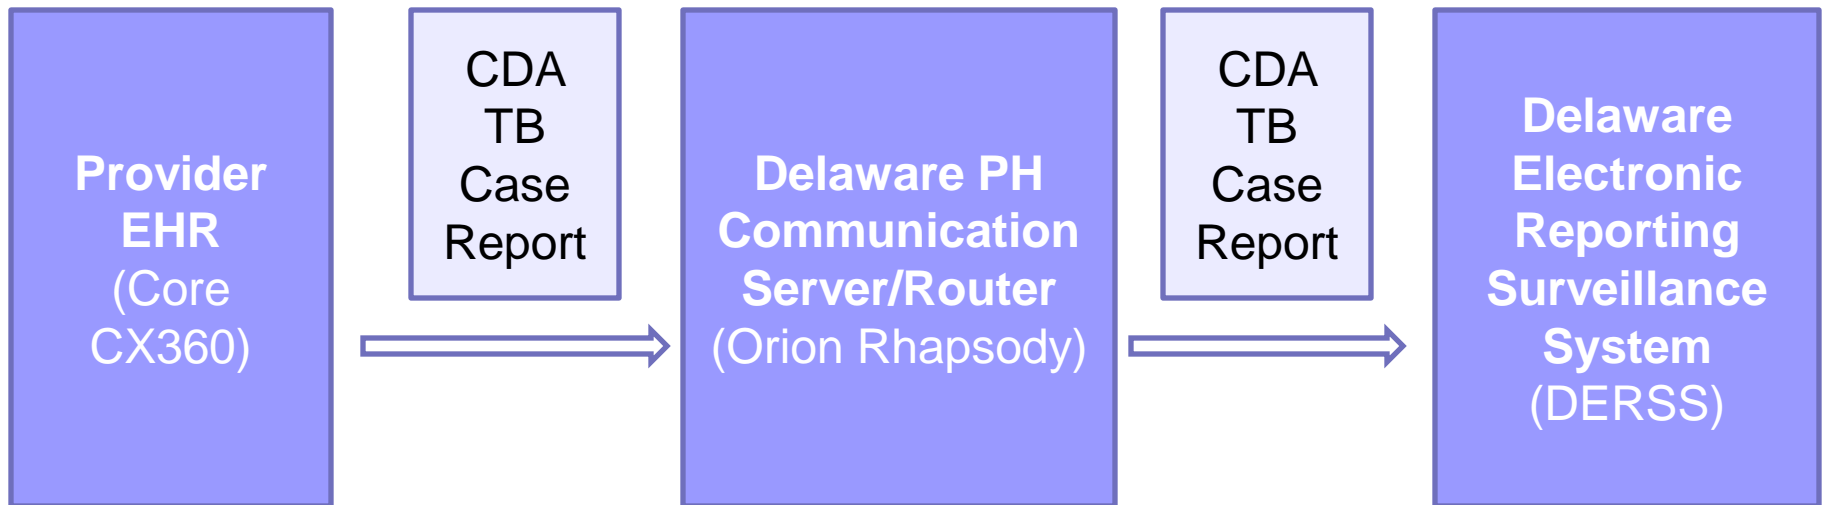 Provider
EHR
(Core
CX360)
CDA
TB
Case
Report
Delaware PH
Communication
Server/Router
(Orion Rhapsody)
CDA
TB
Case
Report
Delaware
Electronic
Reporting
Surveillance
System
(DERSS)